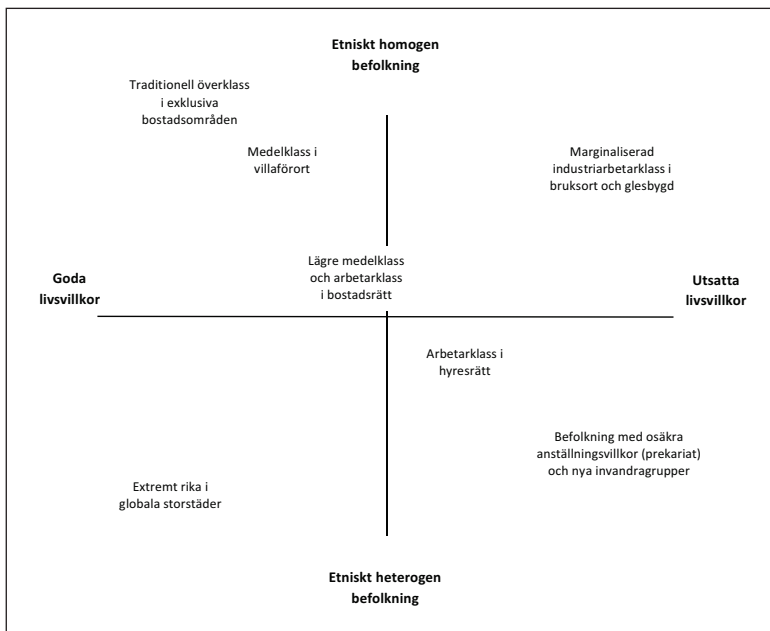 Etniskt homogen
befolkning
Traditionell överklass
i exklusiva
bostadsområden
Medelklass i
villaförort
Marginaliserad
industriarbetarklass i
bruksort och glesbygd
Lägre medelklass
och arbetarklass
i bostadsrätt
Goda
livsvillkor
Utsatta
livsvillkor
Arbetarklass i
hyresrätt
Befolkning med osäkra
anställningsvillkor (prekariat)
och nya invandragrupper
Extremt rika i
globala storstäder
Etniskt heterogen
befolkning